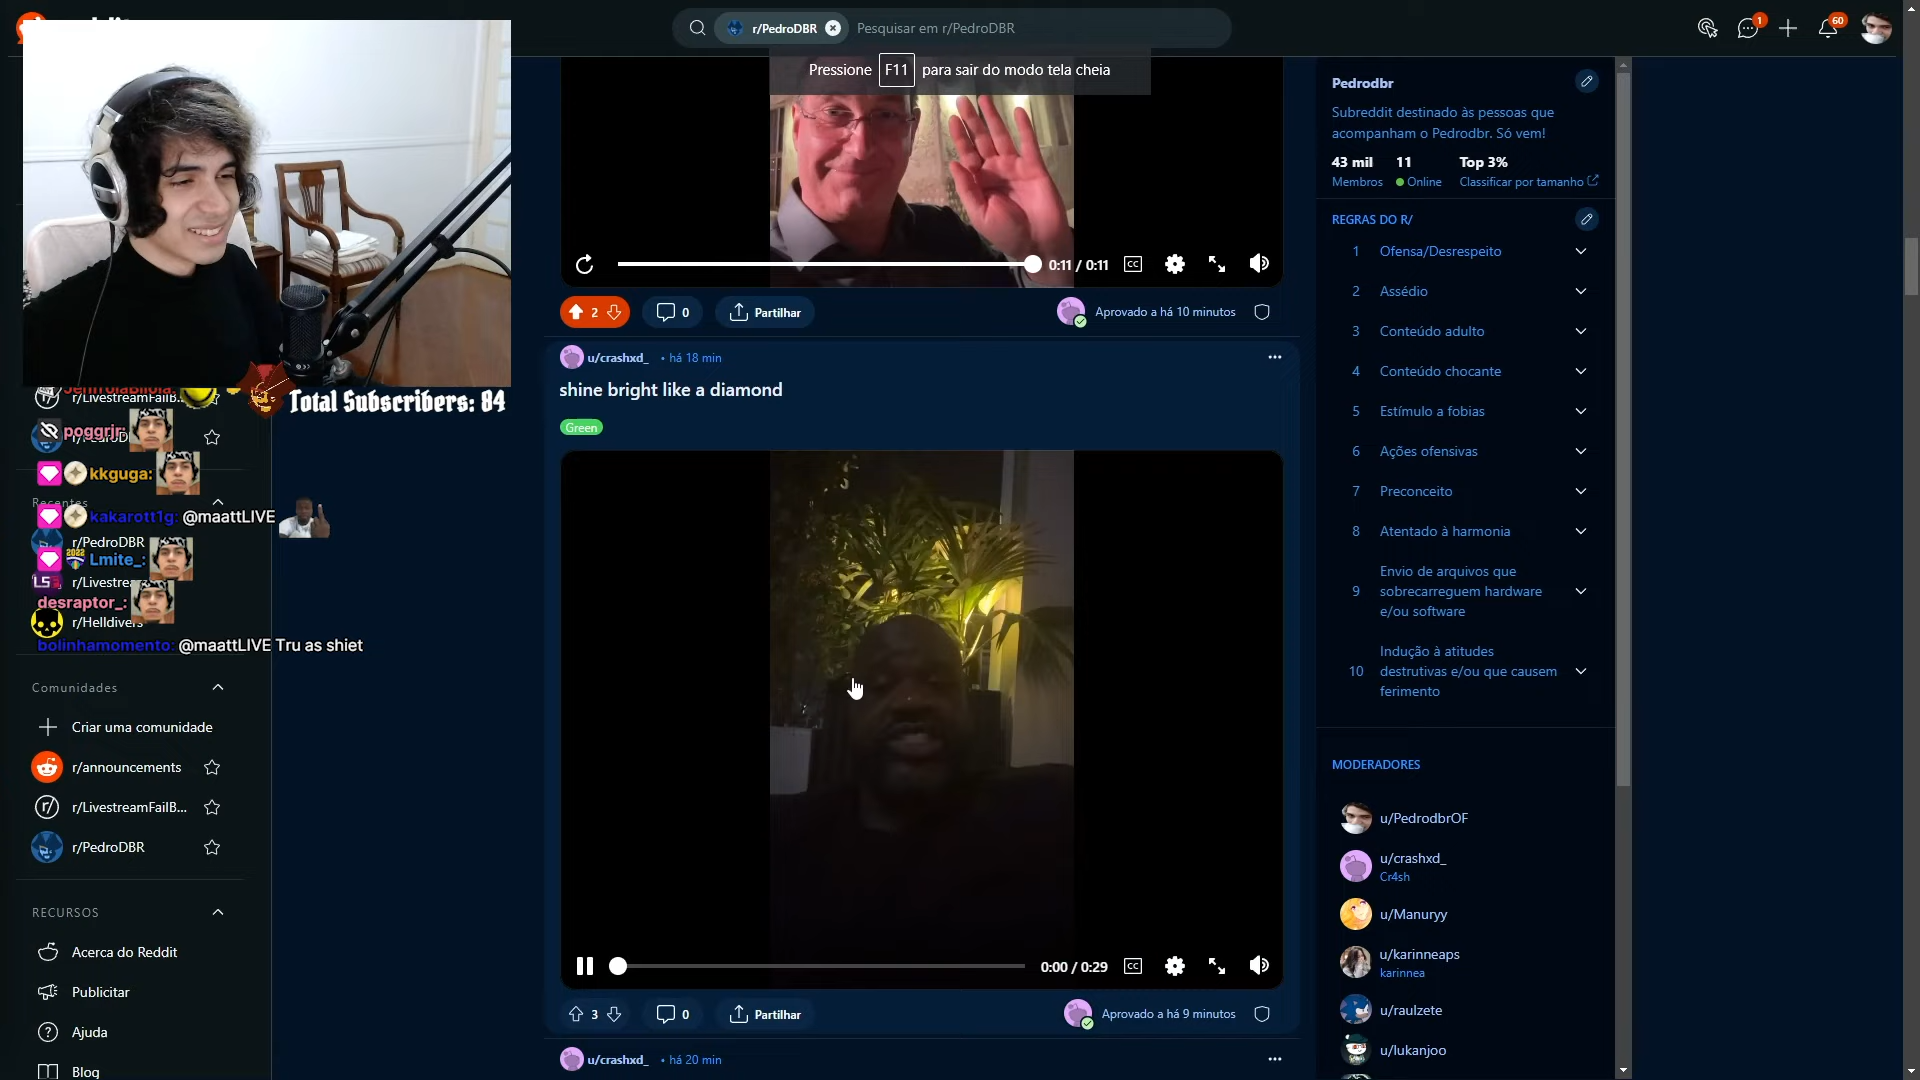 r/PedroDBR
Pesquisar em r/PedroDBR
1
60
Pressione F11 para sair do modo tela cheia
0:11 / 0:11
CC
2
0
Partilhar
Aprovado a há 10 minutos
u/crashxd_ • há 18 min
shine bright like a diamond
Green
0:00 / 0:29
CC
3
0
Partilhar
Aprovado a há 9 minutos
u/crashxd_ • há 20 min
Total Subscribers: 84
r/LivestreamFailB...
poggrjr:
kkguga:
Recentes
kakarott1g: @maattLIVE
r/PedroDBR
2022 Lmite_:
LS r/Livestrea
desraptor_:
r/Helldivers
bolinhamomento: @maattLIVE Tru as shiet
Comunidades
Criar uma comunidade
r/announcements
r/LivestreamFailB...
r/PedroDBR
RECURSOS
Acerca do Reddit
Publicitar
Ajuda
Blog
Pedrodbr
Subreddit destinado às pessoas que
acompanham o Pedrodbr. Só vem!
43 mil 11 Top 3%
Membros Online Classificar por tamanho
REGRAS DO R/
1 Ofensa/Desrespeito
2 Assédio
3 Conteúdo adulto
4 Conteúdo chocante
5 Estímulo a fobias
6 Ações ofensivas
7 Preconceito
8 Atentado à harmonia
9 Envio de arquivos que
sobrecarreguem hardware
e/ou software
10 Indução à atitudes
destrutivas e/ou que causem
ferimento
MODERADORES
u/PedrodbrOF
u/crashxd_
Cr4sh
u/Manuryy
u/karinneaps
karinnea
u/raulzete
u/lukanjoo